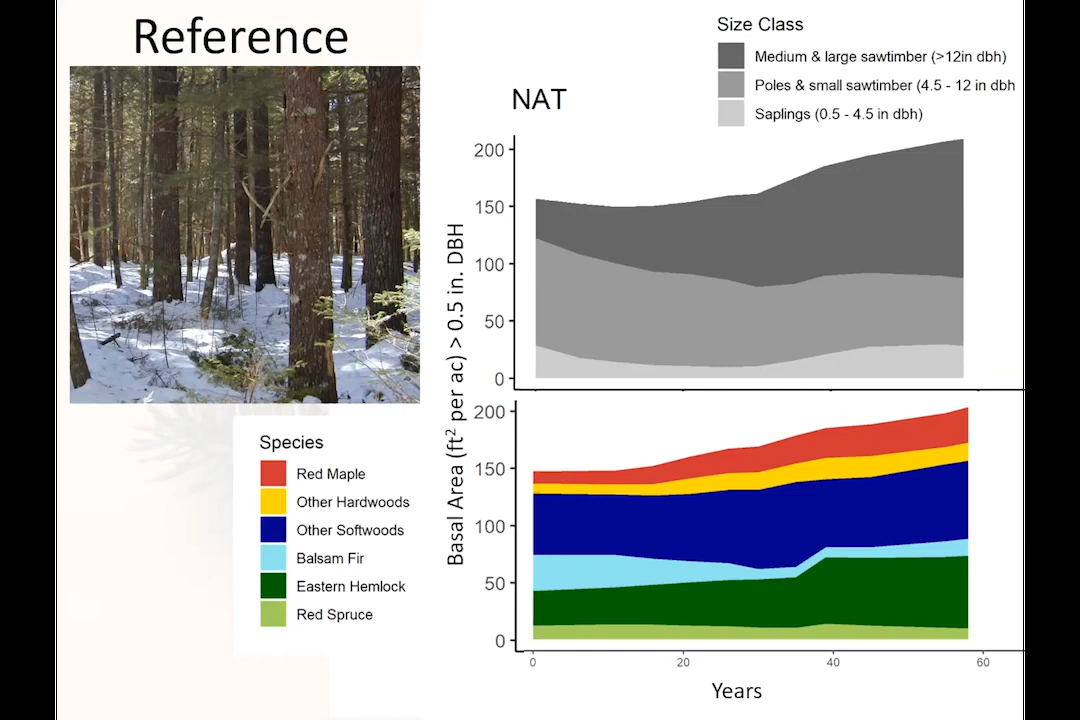 Reference
Size Class
Medium & large sawtimber (>12in dbh)
Poles & small sawtimber (4.5 - 12 in dbh
Saplings (0.5 - 4.5 in dbh)
NAT
200
150
100
50
0
Basal Area (ft² per ac) > 0.5 in. DBH
200
150
100
50
0
0 20 40 60
Years
Species
Red Maple
Other Hardwoods
Other Softwoods
Balsam Fir
Eastern Hemlock
Red Spruce